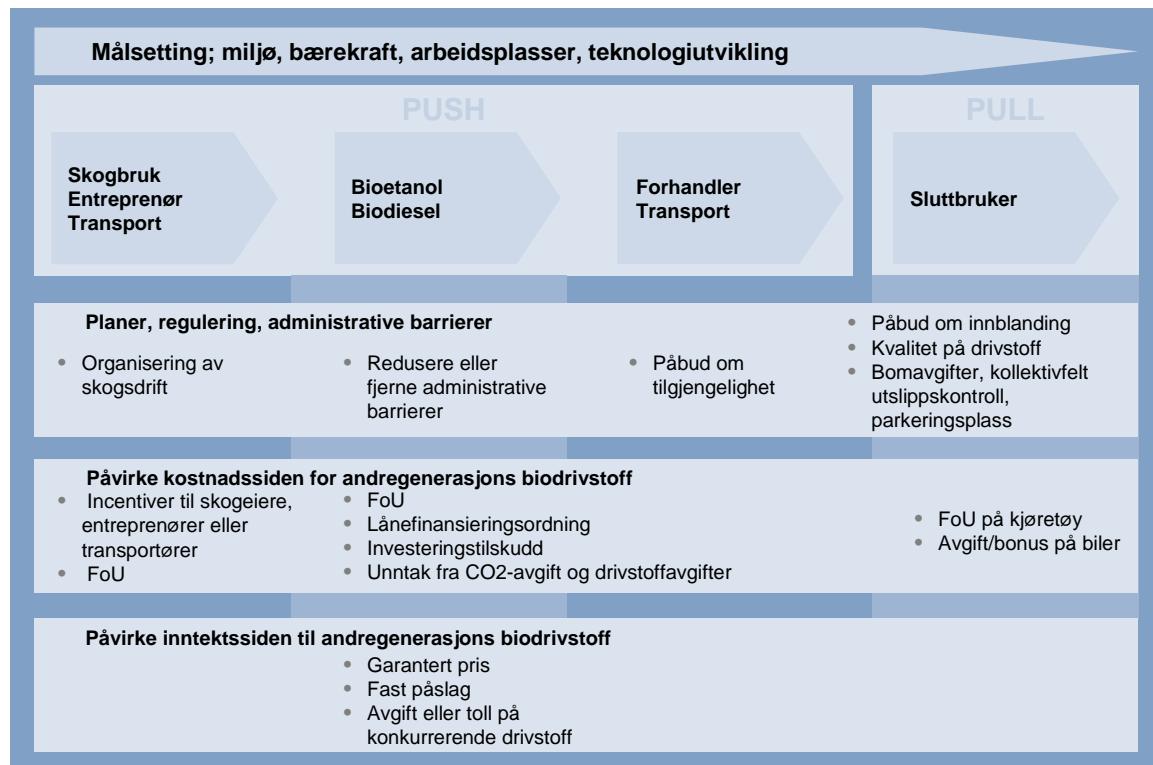 Målsetting; miljø, bærekraft, arbeidsplasser, teknologiutvikling
PUSH
PULL
Skogbruk
Entreprenør
Transport
Bioetanol
Biodiesel
Forhandler
Transport
Sluttbruker
Planer, regulering, administrative barrierer
• Organisering av
skogsdrift
• Redusere eller
fjerne administrative
barrierer
• Påbud om
tilgjengelighet
• Påbud om innblanding
• Kvalitet på drivstoff
• Bomavgifter, kollektivfelt
utslippskontroll,
parkeringsplass
Påvirke kostnadssiden for andregenerasjons biodrivstoff
• Incentiver til skogeiere,
entreprenører eller
transportører
• FoU
• FoU
• Lånefinansieringsordning
• Investeringstilskudd
• Unntak fra CO2-avgift og drivstoffavgifter
• FoU på kjøretøy
• Avgift/bonus på biler
Påvirke inntektssiden til andregenerasjons biodrivstoff
• Garantert pris
• Fast påslag
• Avgift eller toll på
konkurrerende drivstoff